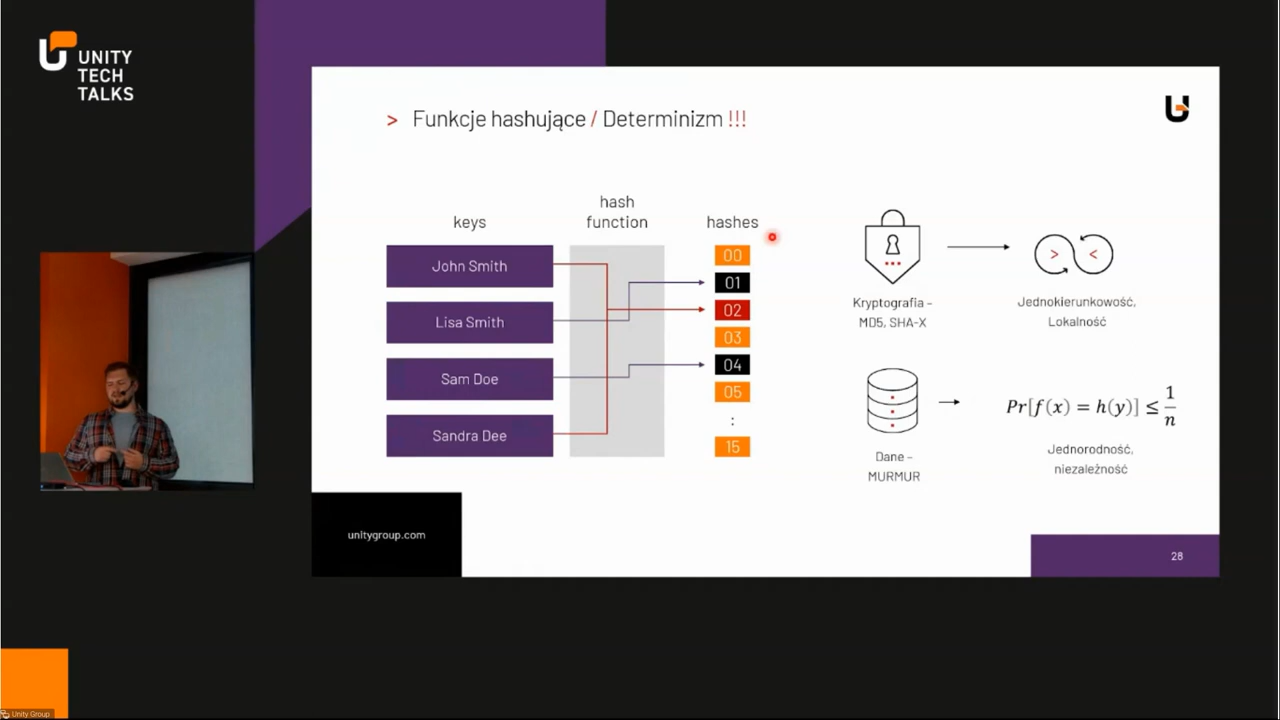 UNITY
TECH
TALKS
> Funkcje hashujące / Determinizm !!!
keys
hash
function
hashes
John Smith
Lisa Smith
Sam Doe
Sandra Dee
00
01
02
03
04
05
:
15
Kryptografia –
MD5, SHA-X
> <
Jednokierunkowość,
Lokalność
Dane –
MURMUR
Pr[f(x) = h(y)] ≤ 1/n
Jednorodność,
niezależność
unitygroup.com
28
Unity Group